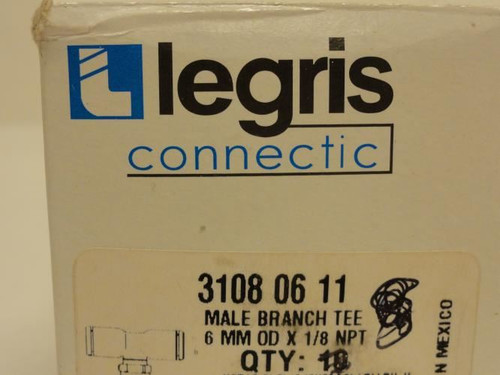 legris
connectic
3108 06 11
MALE BRANCH TEE
6 MM OD X 1/8 NPT
QTY: 10
N MEXICO